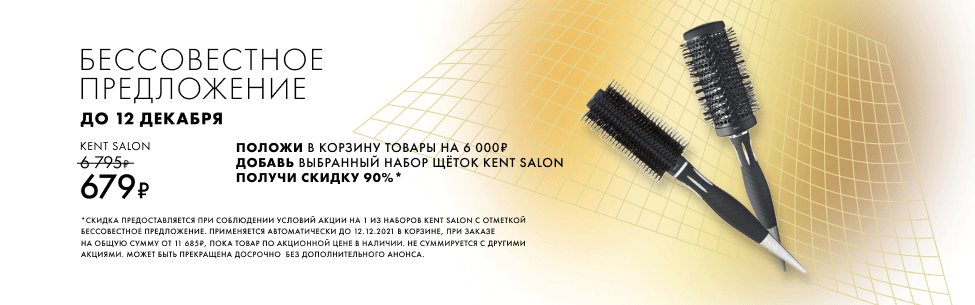 БЕССОВЕСТНОЕ
ПРЕДЛОЖЕНИЕ
ДО 12 ДЕКАБРЯ
KENT SALON
6 795₽
679₽
ПОЛОЖИ В КОРЗИНУ ТОВАРЫ НА 6 000₽
ДОБАВЬ ВЫБРАННЫЙ НАБОР ЩЁТОК KENT SALON
ПОЛУЧИ СКИДКУ 90%*
*СКИДКА ПРЕДОСТАВЛЯЕТСЯ ПРИ СОБЛЮДЕНИИ УСЛОВИЙ АКЦИИ НА 1 ИЗ НАБОРОВ KENT SALON С ОТМЕТКОЙ
БЕССОВЕСТНОЕ ПРЕДЛОЖЕНИЕ. ПРИМЕНЯЕТСЯ АВТОМАТИЧЕСКИ ДО 12.12.2021 В КОРЗИНЕ, ПРИ ЗАКАЗЕ
НА ОБЩУЮ СУММУ ОТ 11 685₽, ПОКА ТОВАР ПО АКЦИОННОЙ ЦЕНЕ В НАЛИЧИИ. НЕ СУММИРУЕТСЯ С ДРУГИМИ
АКЦИЯМИ. МОЖЕТ БЫТЬ ПРЕКРАЩЕНА ДОСРОЧНО БЕЗ ДОПОЛНИТЕЛЬНОГО АНОНСА.